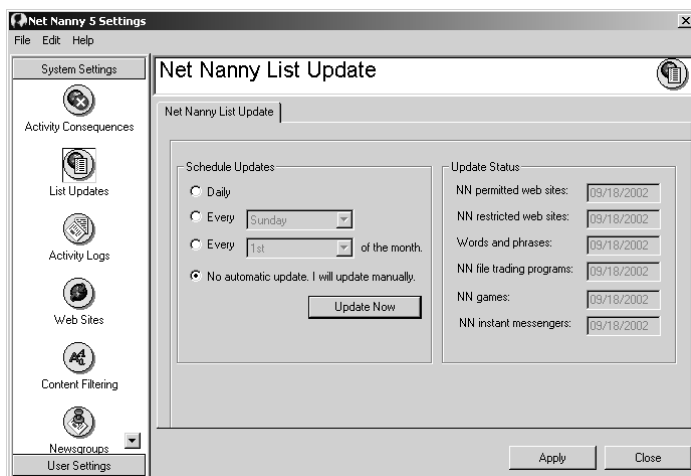 Net Nanny 5 Settings
File Edit Help
System Settings
Activity Consequences
List Updates
Activity Logs
Web Sites
Content Filtering
Newsgroups
User Settings
Net Nanny List Update
Net Nanny List Update
Schedule Updates
Daily
Every Sunday
Every 1st of the month.
No automatic update. I will update manually.
Update Now
Update Status
NN permitted web sites: 09/18/2002
NN restricted web sites: 09/18/2002
Words and phrases: 09/18/2002
NN file trading programs: 09/18/2002
NN games: 09/18/2002
NN instant messengers: 09/18/2002
Apply Close